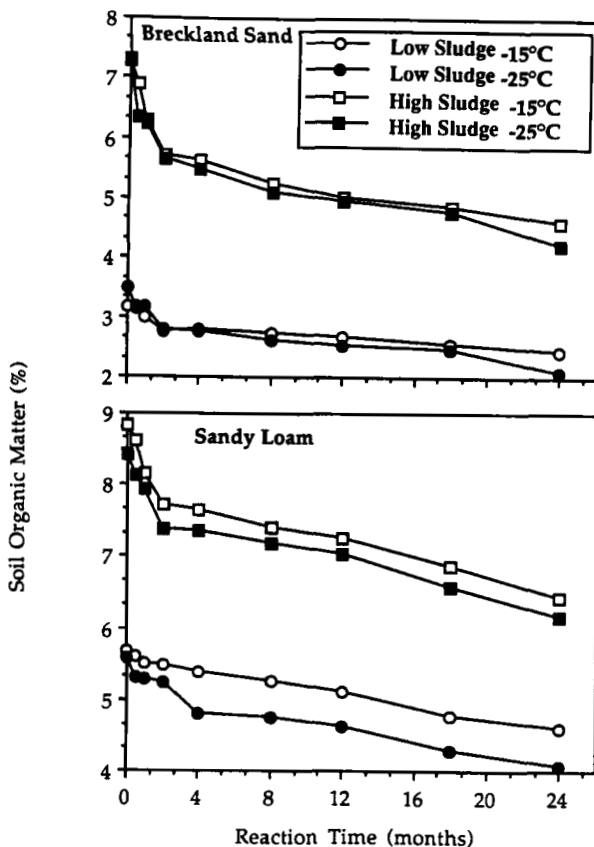 Breckland Sand
Low Sludge -15°C
Low Sludge -25°C
High Sludge -15°C
High Sludge -25°C
8
7
6
5
4
3
2
Soil Organic Matter (%)
Sandy Loam
9
8
7
6
5
4
0 4 8 12 16 20 24
Reaction Time (months)